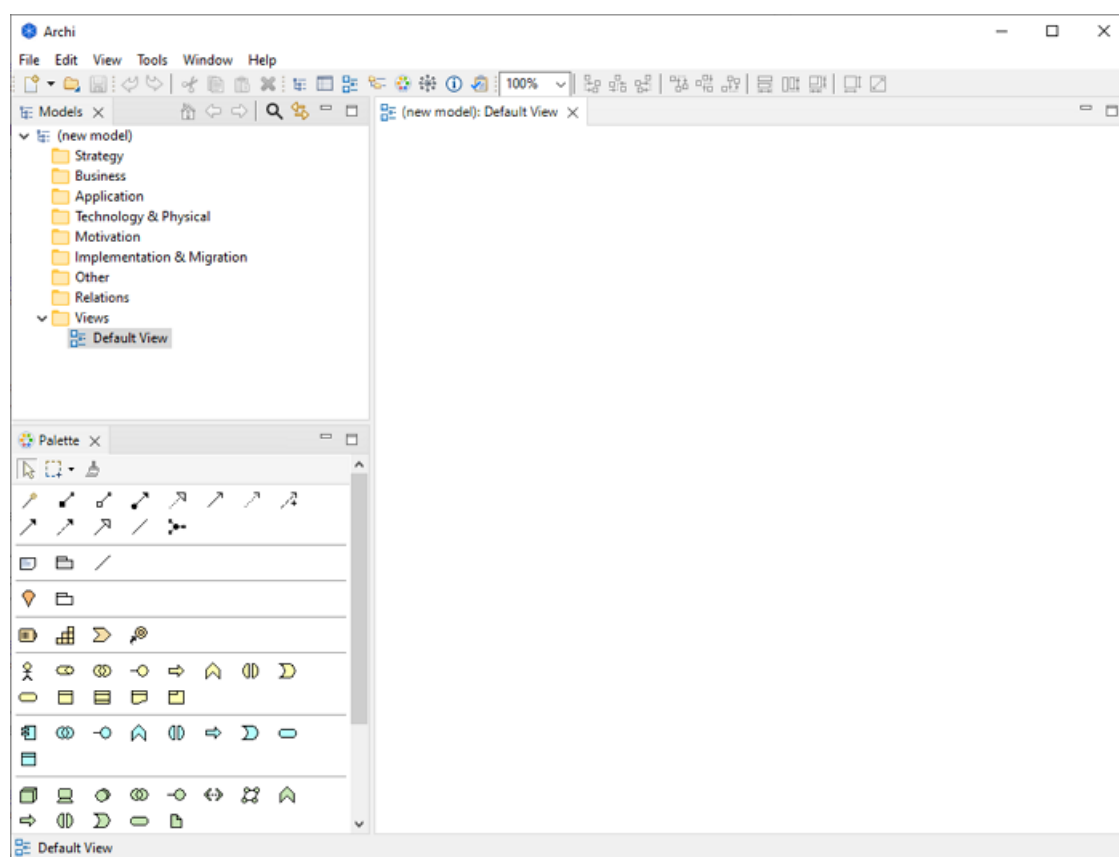 Archi
File Edit View Tools Window Help
100%
Models
(new model): Default View
(new model)
Strategy
Business
Application
Technology & Physical
Motivation
Implementation & Migration
Other
Relations
Views
Default View
Palette
Default View